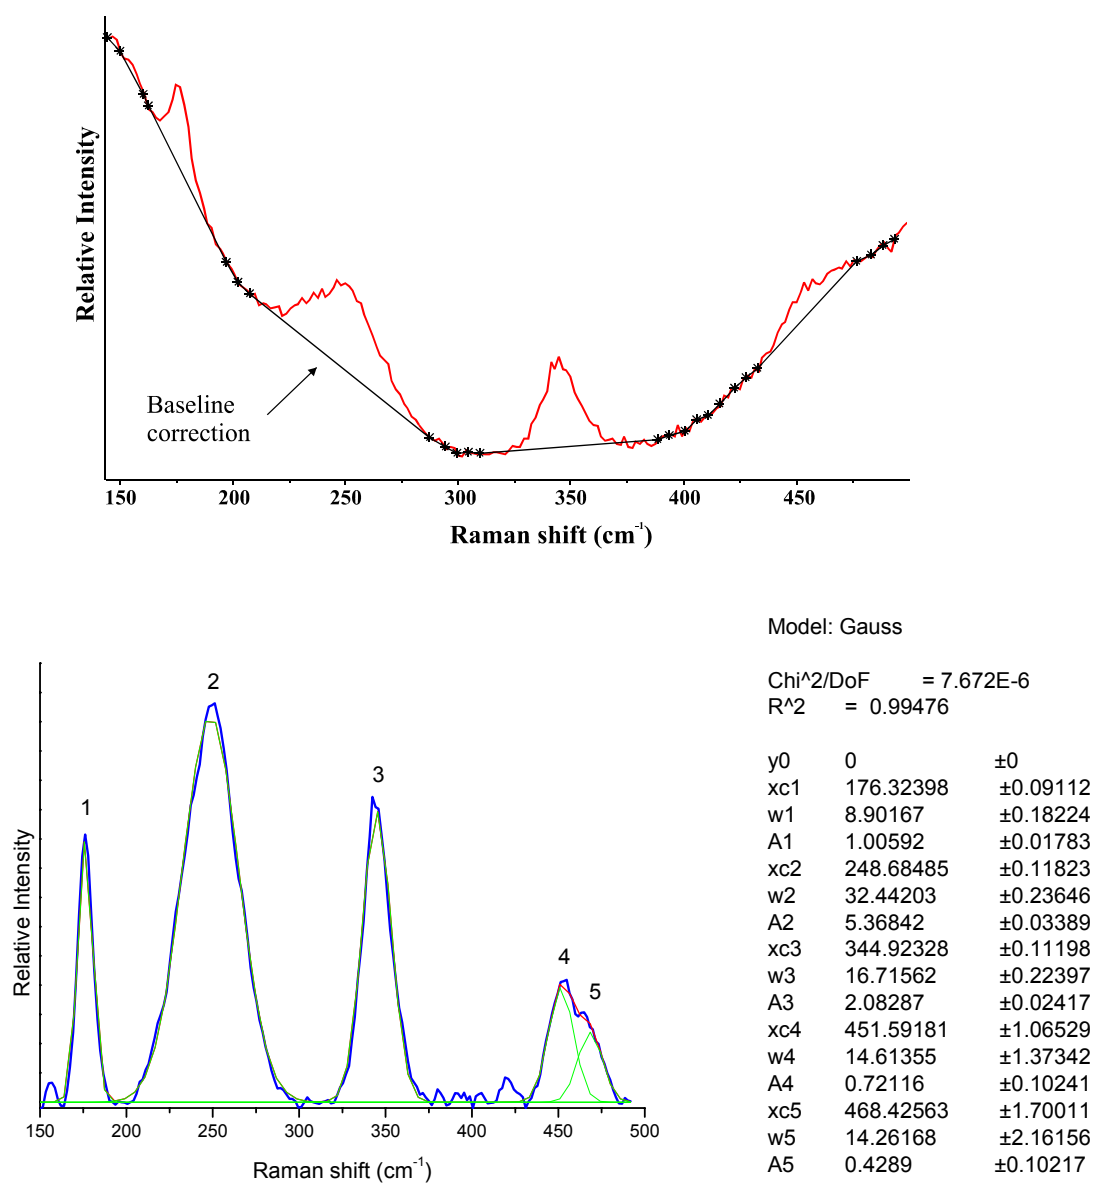 Relative Intensity
Baseline
correction
150 200 250 300 350 400 450
Raman shift (cm⁻¹)
Model: Gauss
Chi^2/DoF = 7.672E-6
R^2 = 0.99476
y0 0 ±0
xc1 176.32398 ±0.09112
w1 8.90167 ±0.18224
A1 1.00592 ±0.01783
xc2 248.68485 ±0.11823
w2 32.44203 ±0.23646
A2 5.36842 ±0.03389
xc3 344.92328 ±0.11198
w3 16.71562 ±0.22397
A3 2.08287 ±0.02417
xc4 451.59181 ±1.06529
w4 14.61355 ±1.37342
A4 0.72116 ±0.10241
xc5 468.42563 ±1.70011
w5 14.26168 ±2.16156
A5 0.4289 ±0.10217
Relative Intensity
1
2
3
4
5
150 200 250 300 350 400 450 500
Raman shift (cm⁻¹)